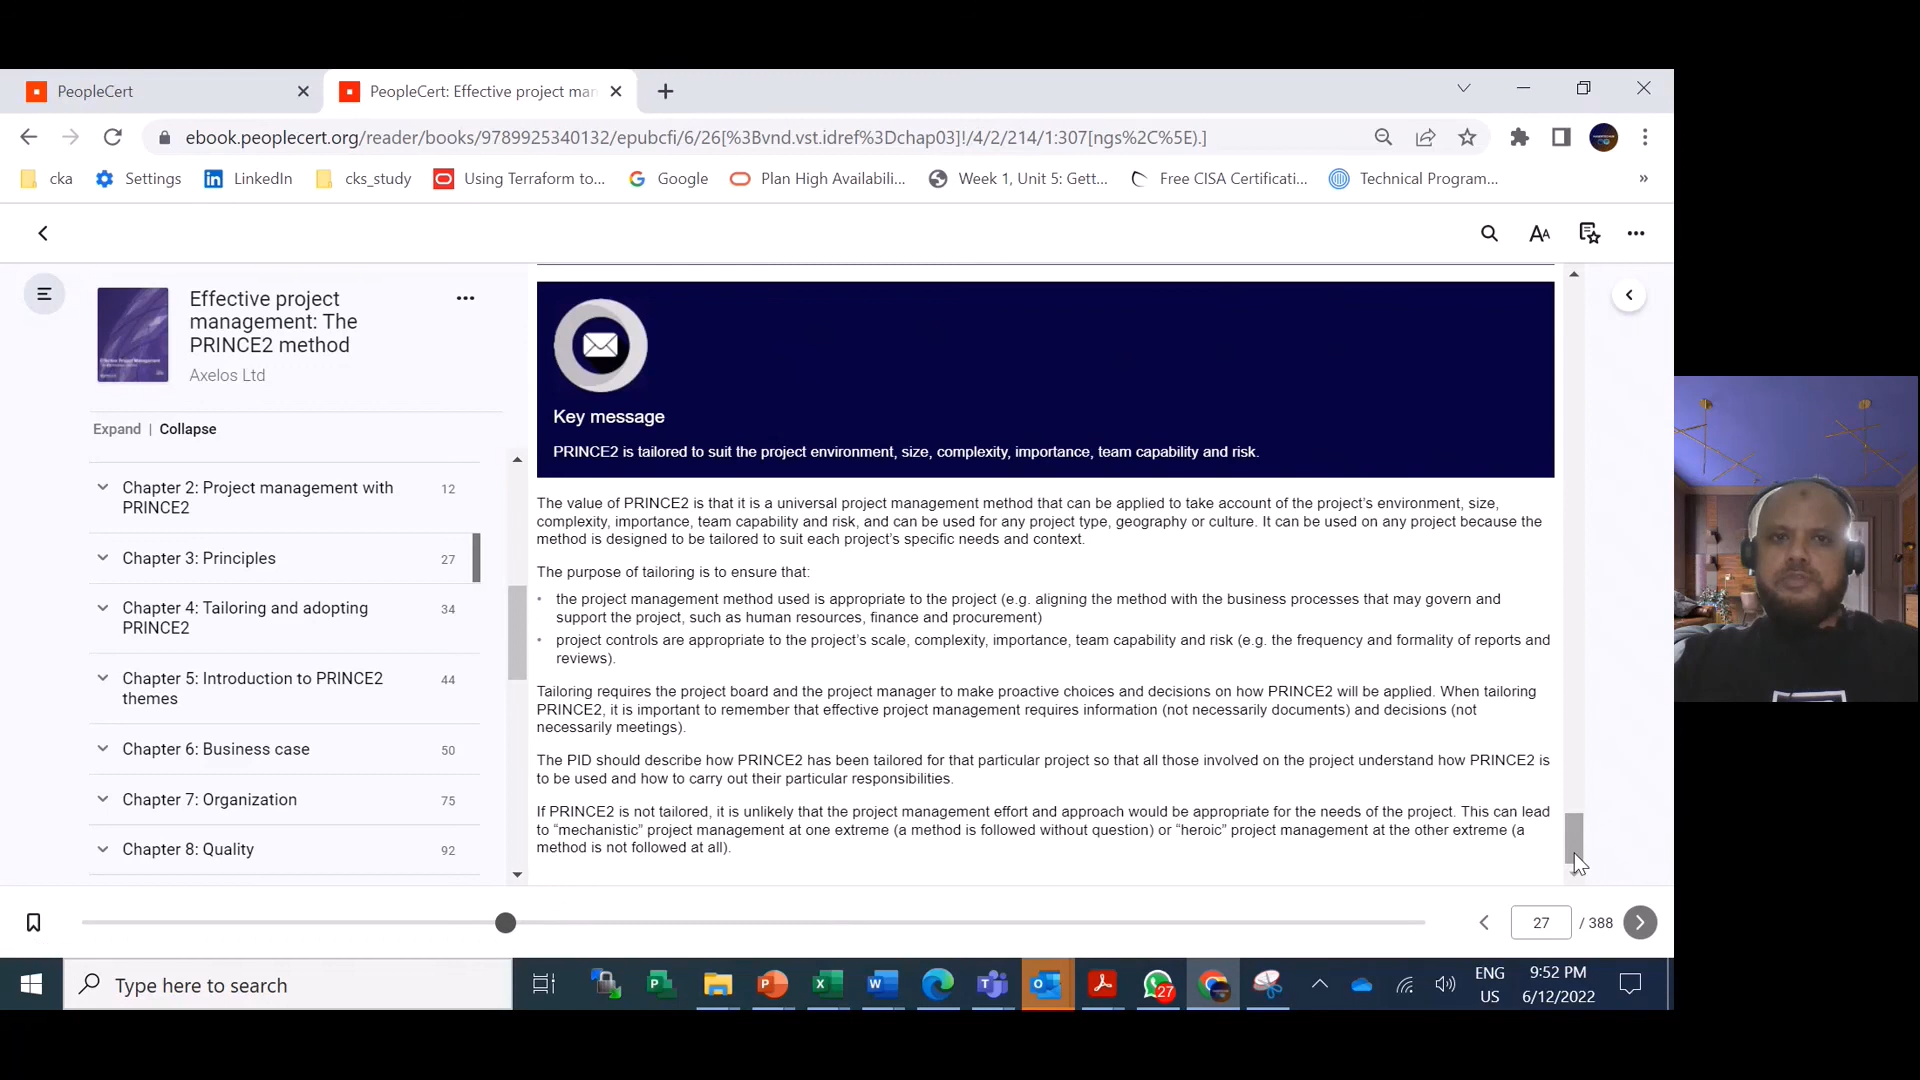 PeopleCert
PeopleCert: Effective project mar
ebook.peoplecert.org/reader/books/9789925340132/epubcfi/6/26[%3Bvnd.vst.idref%3Dchap03]!/4/2/214/1:307[ngs%2C%5E).]
cka Settings LinkedIn cks_study Using Terraform to... Google Plan High Availabili... Week 1, Unit 5: Gett... Free CISA Certificati... Technical Program... »
Effective project
management: The
PRINCE2 method
Axelos Ltd
Expand | Collapse
Chapter 2: Project management with 12
PRINCE2
Chapter 3: Principles 27
Chapter 4: Tailoring and adopting 34
PRINCE2
Chapter 5: Introduction to PRINCE2 44
themes
Chapter 6: Business case 50
Chapter 7: Organization 75
Chapter 8: Quality 92
Key message
PRINCE2 is tailored to suit the project environment, size, complexity, importance, team capability and risk.
The value of PRINCE2 is that it is a universal project management method that can be applied to take account of the project's environment, size,
complexity, importance, team capability and risk, and can be used for any project type, geography or culture. It can be used on any project because the
method is designed to be tailored to suit each project's specific needs and context.
The purpose of tailoring is to ensure that:
• the project management method used is appropriate to the project (e.g. aligning the method with the business processes that may govern and
support the project, such as human resources, finance and procurement)
• project controls are appropriate to the project's scale, complexity, importance, team capability and risk (e.g. the frequency and formality of reports and
reviews).
Tailoring requires the project board and the project manager to make proactive choices and decisions on how PRINCE2 will be applied. When tailoring
PRINCE2, it is important to remember that effective project management requires information (not necessarily documents) and decisions (not
necessarily meetings).
The PID should describe how PRINCE2 has been tailored for that particular project so that all those involved on the project understand how PRINCE2 is
to be used and how to carry out their particular responsibilities.
If PRINCE2 is not tailored, it is unlikely that the project management effort and approach would be appropriate for the needs of the project. This can lead
to “mechanistic” project management at one extreme (a method is followed without question) or “heroic” project management at the other extreme (a
method is not followed at all).
27 / 388
Type here to search
27
ENG
US
9:52 PM
6/12/2022